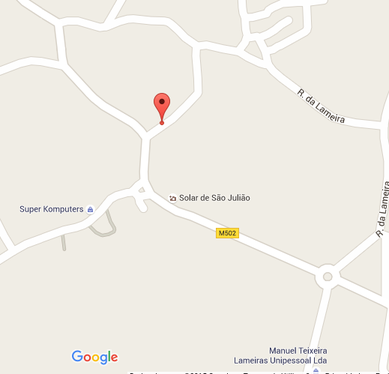 R. da Lameira
Solar de São Julião
Super Komputers
R. da Lameira
M502
Manuel Teixeira
Lameiras Unipessoal Lda
Google